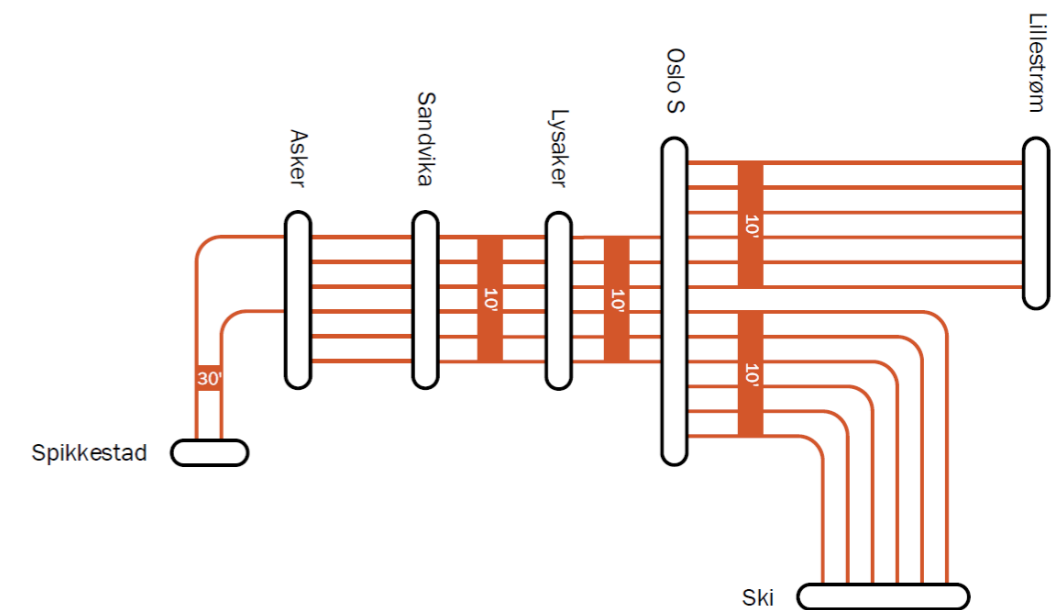 Asker
Sandvika
Lysaker
Oslo S
Lillestrøm
10'
10'
10'
10'
30'
Spikkestad
Ski